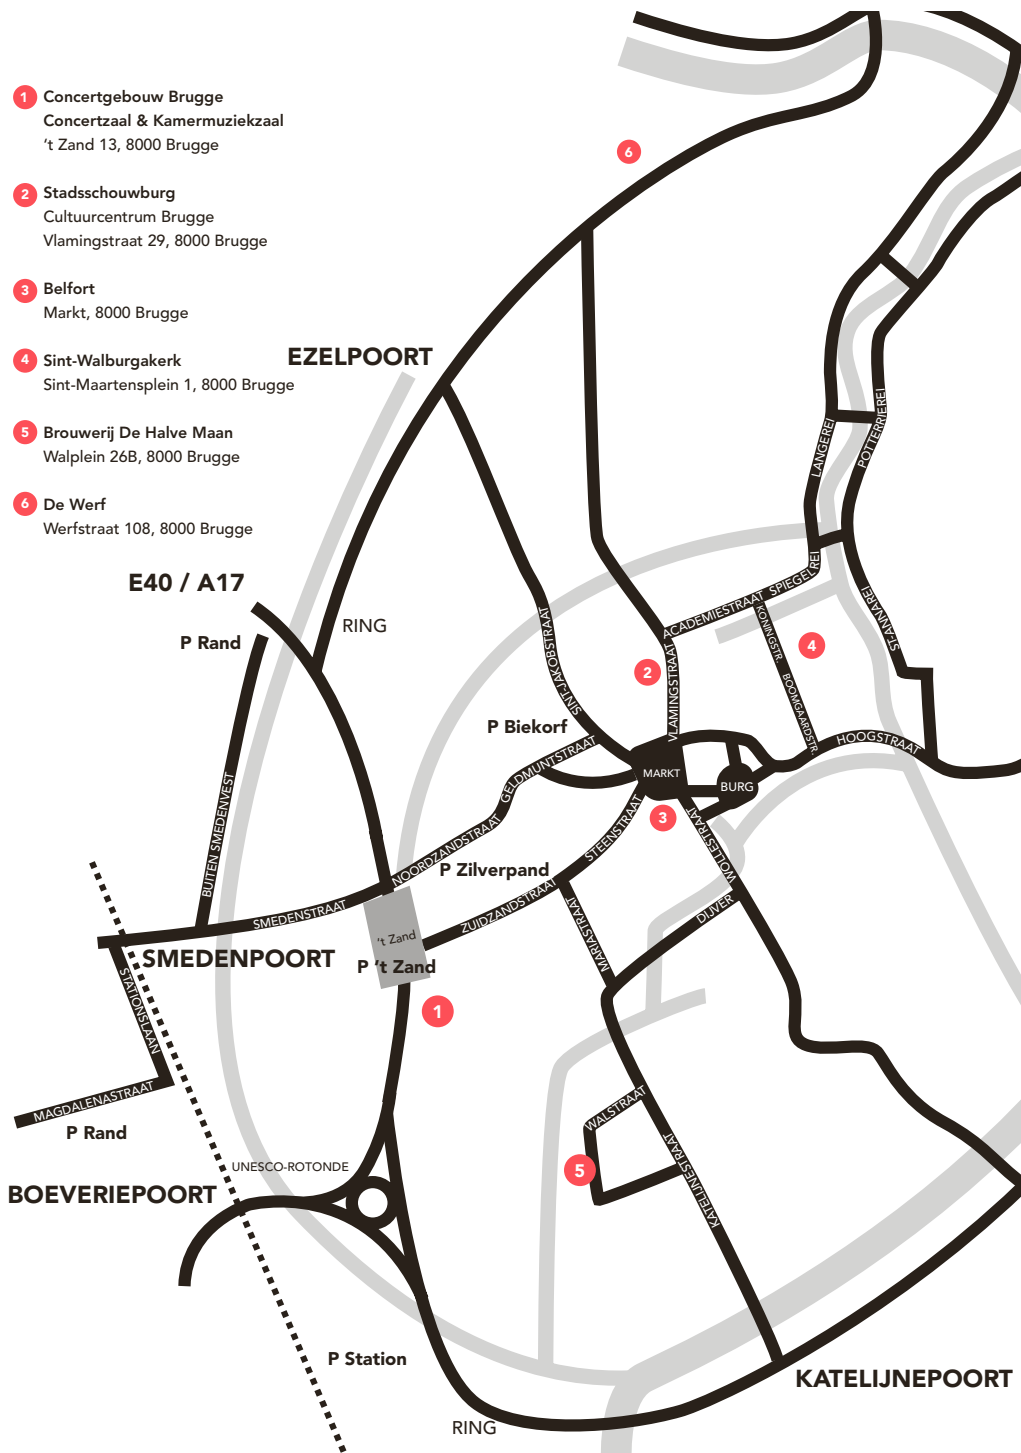 1 Concertgebouw Brugge
Concertzaal & Kamermuziekzaal
‘t Zand 13, 8000 Brugge
2 Stadsschouwburg
Cultuurcentrum Brugge
Vlamingstraat 29, 8000 Brugge
3 Belfort
Markt, 8000 Brugge
4 Sint-Walburgakerk
Sint-Maartensplein 1, 8000 Brugge
5 Brouwerij De Halve Maan
Walplein 26B, 8000 Brugge
6 De Werf
Werfstraat 108, 8000 Brugge
6
EZELPOORT
E40 / A17
P Rand
RING
LANGEREI
POTTERRIEREI
SPIEGELREI
ACADEMIESTRAAT
KONINGSTR.
BOOMGAARDSTR.
ST-ANNAREI
4
2
SINT-JAKOBSTRAAT
VLAMINGSTRAAT
P Biekorf
HOOGSTRAAT
GELDMUNTSTRAAT
MARKT
BURG
3
BUITEN SMEDENVEST
NOORDZANDSTRAAT
STEENSTRAAT
WOLLESTRAAT
P Zilverpand
SMEDENSTRAAT
ZUIDZANDSTRAAT
MARIASTRAAT
DIJVER
't Zand
SMEDENPOORT
P ‘t Zand
1
STATIONSLAAN
MAGDALENASTRAAT
P Rand
WALSTRAAT
5
KATELIJNESTRAAT
UNESCO-ROTONDE
BOEVERIEPOORT
P Station
KATELIJNEPOORT
RING